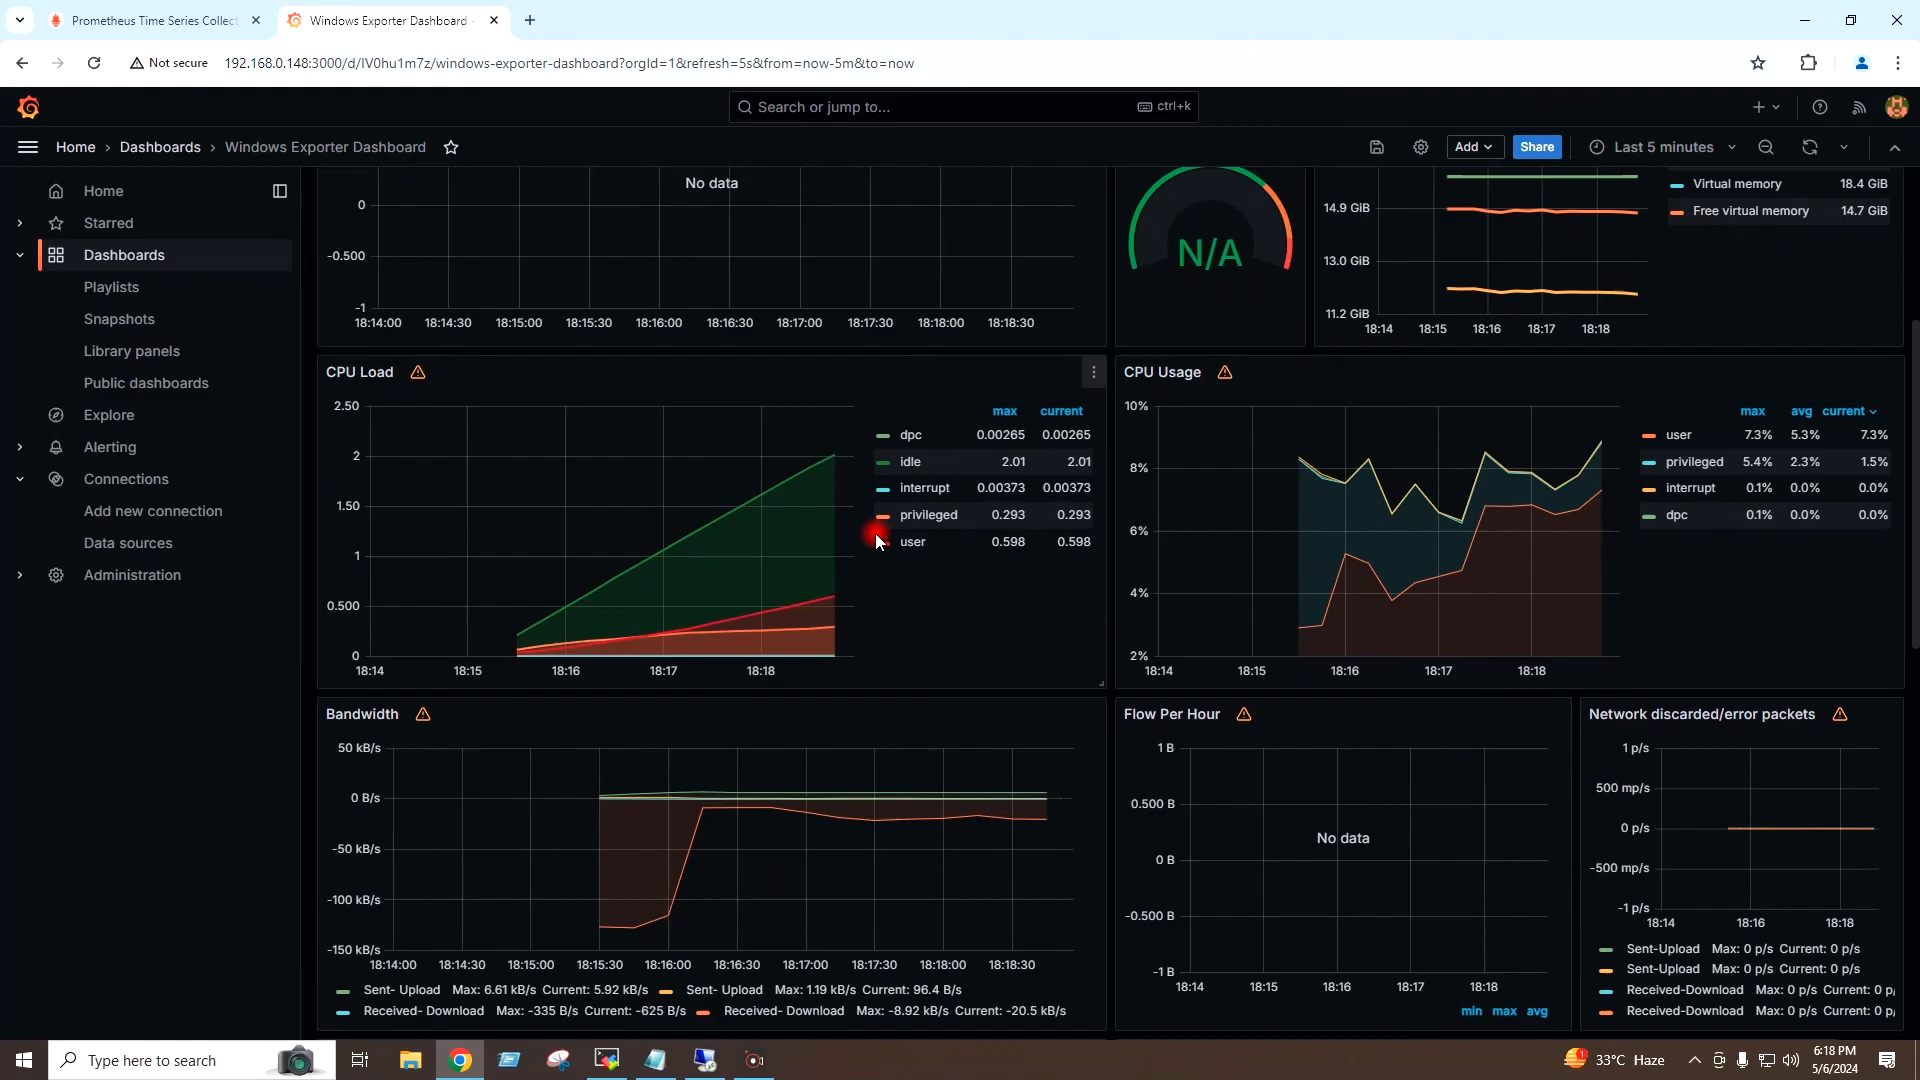 Prometheus Time Series Collect
Windows Exporter Dashboard -
Not secure
192.168.0.148:3000/d/IV0hu1m7z/windows-exporter-dashboard?orgId=1&refresh=5s&from=now-5m&to=now
Search or jump to...
ctrl+k
Home › Dashboards › Windows Exporter Dashboard
Add
Share
Last 5 minutes
Home
Starred
Dashboards
Playlists
Snapshots
Library panels
Public dashboards
Explore
Alerting
Connections
Add new connection
Data sources
Administration
No data
0
-0.500
-1
18:14:00 18:14:30 18:15:00 18:15:30 18:16:00 18:16:30 18:17:00 18:17:30 18:18:00 18:18:30
N/A
14.9 GiB
13.0 GiB
11.2 GiB
18:14 18:15 18:16 18:17 18:18
Virtual memory 18.4 GiB
Free virtual memory 14.7 GiB
CPU Load
2.50
2
1.50
1
0.500
0
18:14 18:15 18:16 18:17 18:18
max current
dpc 0.00265 0.00265
idle 2.01 2.01
interrupt 0.00373 0.00373
privileged 0.293 0.293
user 0.598 0.598
CPU Usage
10%
8%
6%
4%
2%
18:14 18:15 18:16 18:17 18:18
max avg current
user 7.3% 5.3% 7.3%
privileged 5.4% 2.3% 1.5%
interrupt 0.1% 0.0% 0.0%
dpc 0.1% 0.0% 0.0%
Bandwidth
50 kB/s
0 B/s
-50 kB/s
-100 kB/s
-150 kB/s
18:14:00 18:14:30 18:15:00 18:15:30 18:16:00 18:16:30 18:17:00 18:17:30 18:18:00 18:18:30
Sent- Upload Max: 6.61 kB/s Current: 5.92 kB/s Sent- Upload Max: 1.19 kB/s Current: 96.4 B/s
Received- Download Max: -335 B/s Current: -625 B/s Received- Download Max: -8.92 kB/s Current: -20.5 kB/s
Flow Per Hour
1 B
0.500 B
0 B
-0.500 B
-1 B
No data
18:14 18:15 18:16 18:17 18:18
min max avg
Network discarded/error packets
1 p/s
500 mp/s
0 p/s
-500 mp/s
-1 p/s
18:14 18:16 18:18
Sent-Upload Max: 0 p/s Current: 0 p/s
Sent-Upload Max: 0 p/s Current: 0 p/s
Received-Download Max: 0 p/s Current: 0 p/
Received-Download Max: 0 p/s Current: 0 p/
Type here to search
1
33°C Haze
6:18 PM
5/6/2024